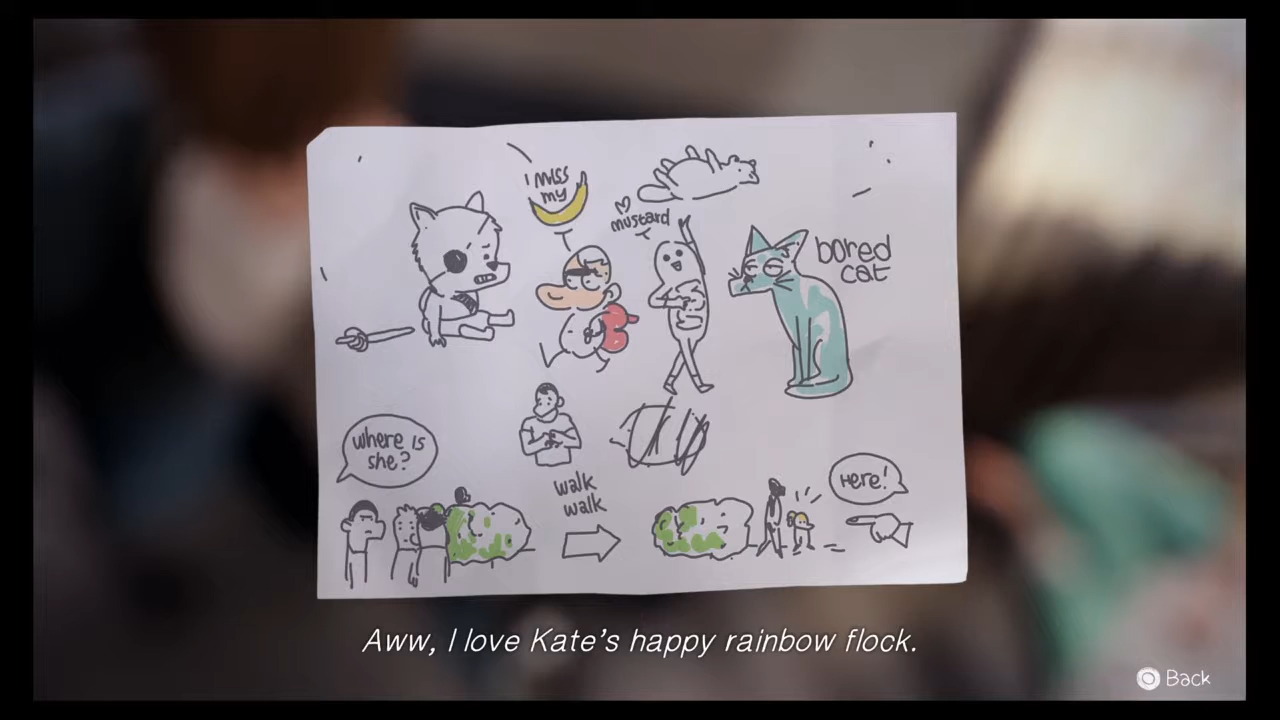 I miss
my
mustard
bored
cat
where is
she?
walk
walk
Here!
Aww, I love Kate's happy rainbow flock.
Back